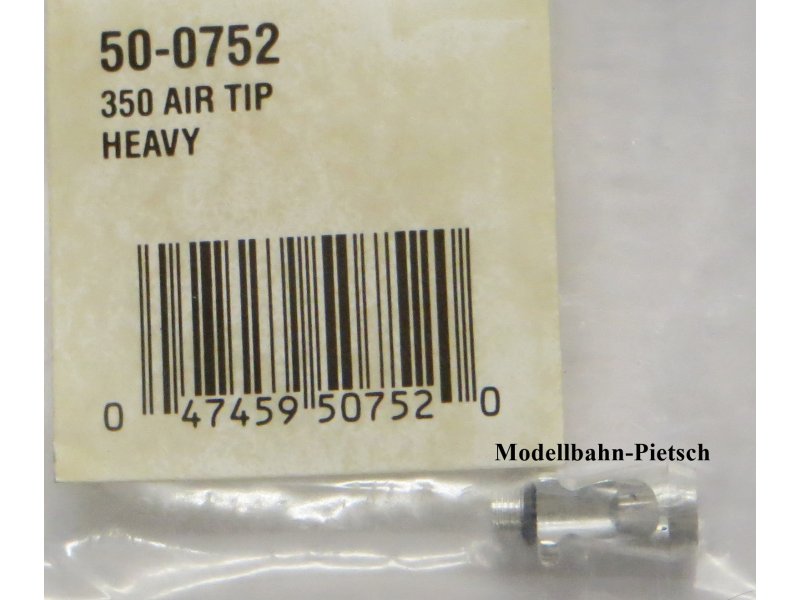 50-0752
350 AIR TIP
HEAVY
0 47459 50752 0
Modellbahn-Pietsch